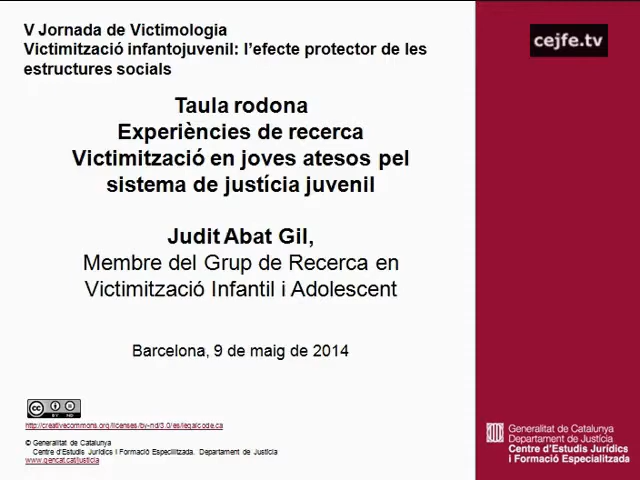 V Jornada de Victimologia
Victimització infantojuvenil: l'efecte protector de les
estructures socials
cejfe.tv
Taula rodona
Experiències de recerca
Victimització en joves atesos pel
sistema de justícia juvenil
Judit Abat Gil,
Membre del Grup de Recerca en
Victimització Infantil i Adolescent
Barcelona, 9 de maig de 2014
cc
BY ND
http://creativecommons.org/licenses/by-nd/3.0/es/legalcode.ca
© Generalitat de Catalunya
Centre d'Estudis Jurídics i Formació Especilitzada. Departament de Justícia
www.gencat.cat/justicia
Generalitat de Catalunya
Departament de Justícia
Centre d'Estudis Jurídics
i Formació Especialitzada